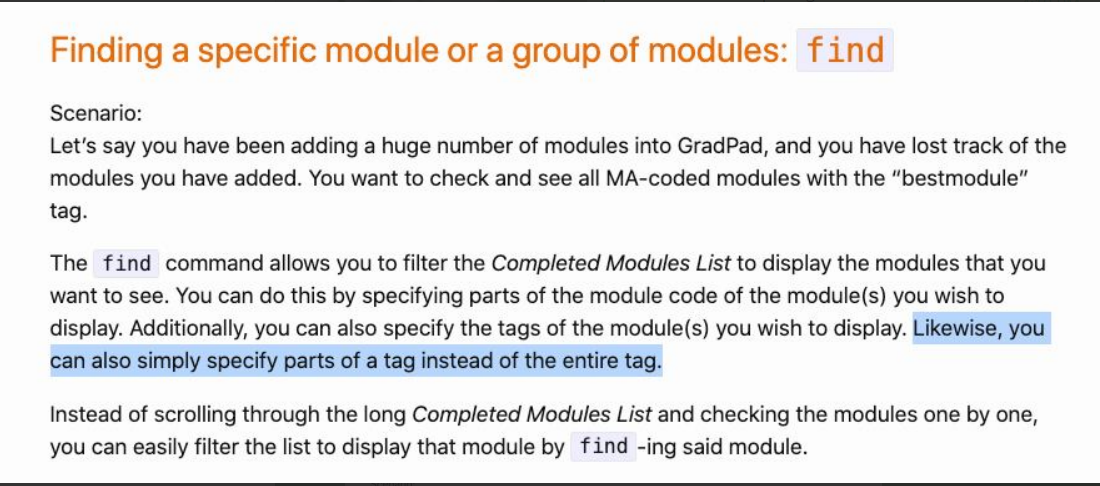 Finding a specific module or a group of modules: find
Scenario:
Let’s say you have been adding a huge number of modules into GradPad, and you have lost track of the
modules you have added. You want to check and see all MA-coded modules with the “bestmodule”
tag.
The find command allows you to filter the Completed Modules List to display the modules that you
want to see. You can do this by specifying parts of the module code of the module(s) you wish to
display. Additionally, you can also specify the tags of the module(s) you wish to display. Likewise, you
can also simply specify parts of a tag instead of the entire tag.
Instead of scrolling through the long Completed Modules List and checking the modules one by one,
you can easily filter the list to display that module by find -ing said module.